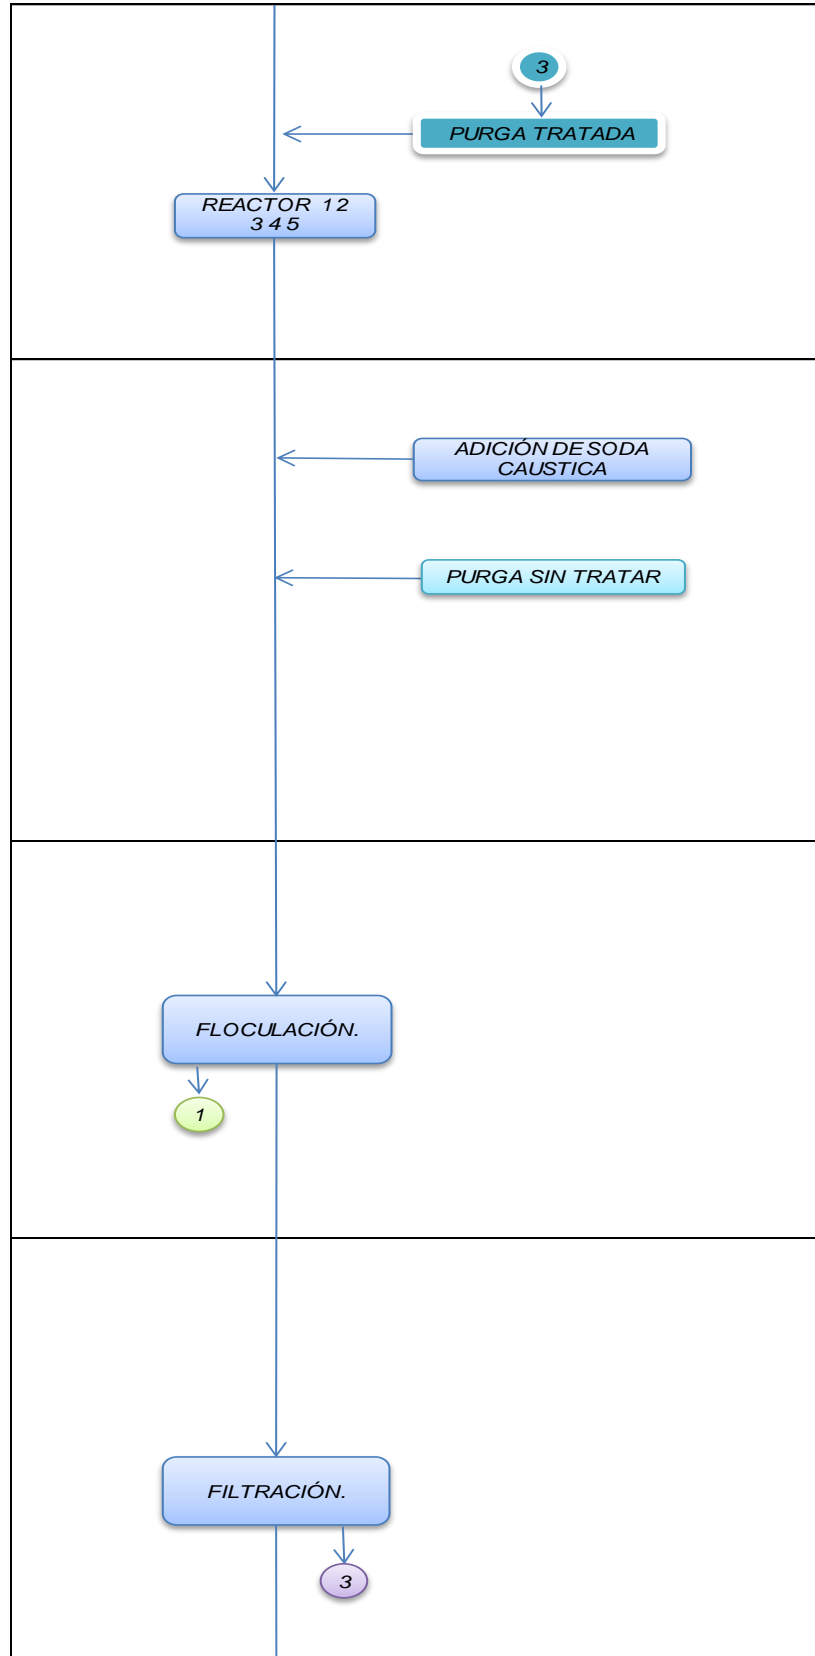 3
PURGA TRATADA
REACTOR 1 2
3 4 5
ADICIÓN DE SODA
CAUSTICA
PURGA SIN TRATAR
FLOCULACIÓN.
1
FILTRACIÓN.
3